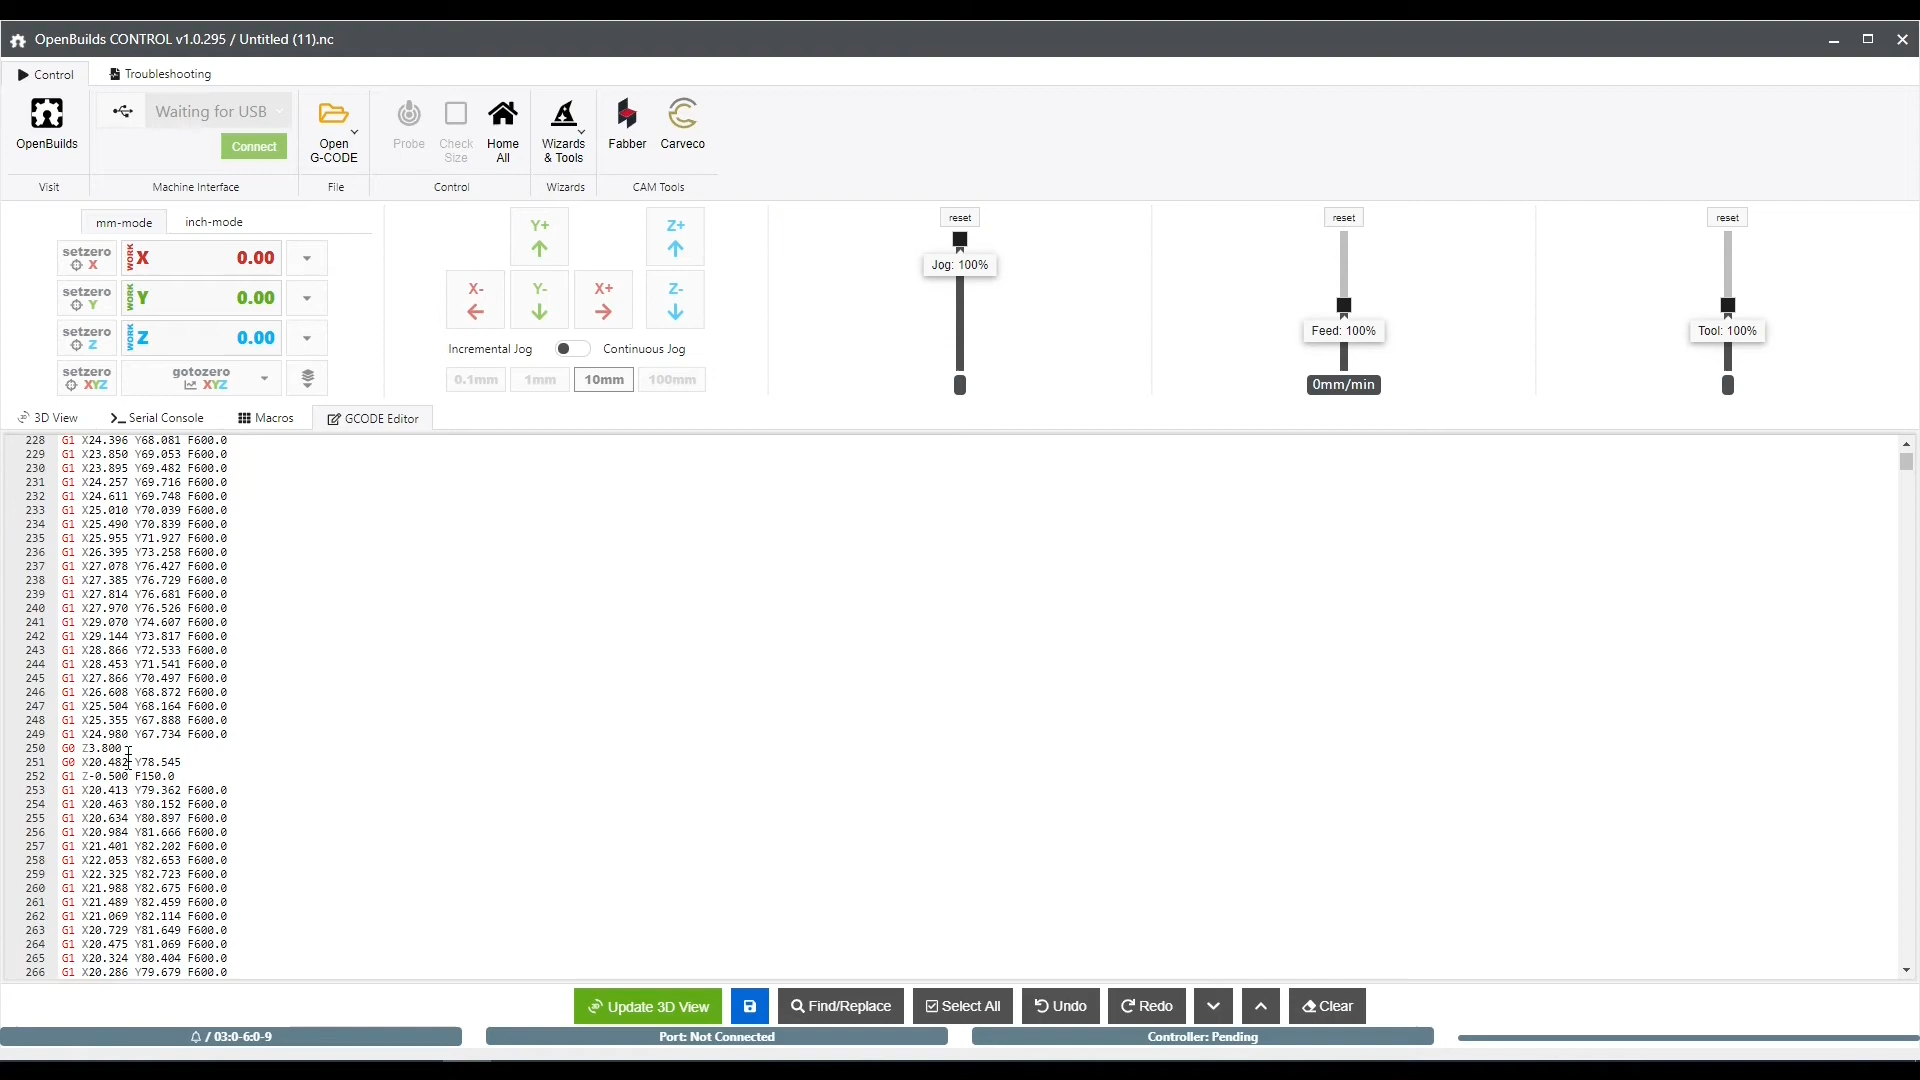 OpenBuilds CONTROL v1.0.295 / Untitled (11).nc
Control
Troubleshooting
OpenBuilds
Waiting for USB
Connect
Open
G-CODE
Probe
Check
Size
Home
All
Wizards
& Tools
Fabber
Carveco
Visit
Machine Interface
File
Control
Wizards
CAM Tools
mm-mode
inch-mode
setzero
X
WORK
X
0.00
setzero
Y
WORK
Y
0.00
setzero
Z
WORK
Z
0.00
setzero
XYZ
gotozero
XYZ
Y+
Z+
X-
Y-
X+
Z-
Incremental Jog
Continuous Jog
0.1mm
1mm
10mm
100mm
reset
Jog: 100%
reset
Feed: 100%
0mm/min
reset
Tool: 100%
3D View
Serial Console
Macros
GCODE Editor
228 G1 X24.396 Y68.081 F600.0
229 G1 X23.850 Y69.053 F600.0
230 G1 X23.895 Y69.482 F600.0
231 G1 X24.257 Y69.716 F600.0
232 G1 X24.611 Y69.748 F600.0
233 G1 X25.010 Y70.039 F600.0
234 G1 X25.490 Y70.839 F600.0
235 G1 X25.955 Y71.927 F600.0
236 G1 X26.395 Y73.258 F600.0
237 G1 X27.078 Y76.427 F600.0
238 G1 X27.385 Y76.729 F600.0
239 G1 X27.814 Y76.681 F600.0
240 G1 X27.970 Y76.526 F600.0
241 G1 X29.070 Y74.607 F600.0
242 G1 X29.144 Y73.817 F600.0
243 G1 X28.866 Y72.533 F600.0
244 G1 X28.453 Y71.541 F600.0
245 G1 X27.866 Y70.497 F600.0
246 G1 X26.608 Y68.872 F600.0
247 G1 X25.504 Y68.164 F600.0
248 G1 X25.355 Y67.888 F600.0
249 G1 X24.980 Y67.734 F600.0
250 G0 Z3.800
251 G0 X20.482 Y78.545
252 G1 Z-0.500 F150.0
253 G1 X20.413 Y79.362 F600.0
254 G1 X20.463 Y80.152 F600.0
255 G1 X20.634 Y80.897 F600.0
256 G1 X20.984 Y81.666 F600.0
257 G1 X21.401 Y82.202 F600.0
258 G1 X22.053 Y82.653 F600.0
259 G1 X22.325 Y82.723 F600.0
260 G1 X21.988 Y82.675 F600.0
261 G1 X21.489 Y82.459 F600.0
262 G1 X21.069 Y82.114 F600.0
263 G1 X20.729 Y81.649 F600.0
264 G1 X20.475 Y81.069 F600.0
265 G1 X20.324 Y80.404 F600.0
266 G1 X20.286 Y79.679 F600.0
Update 3D View
Find/Replace
Select All
Undo
Redo
Clear
/ 03:0-6:0-9
Port: Not Connected
Controller: Pending